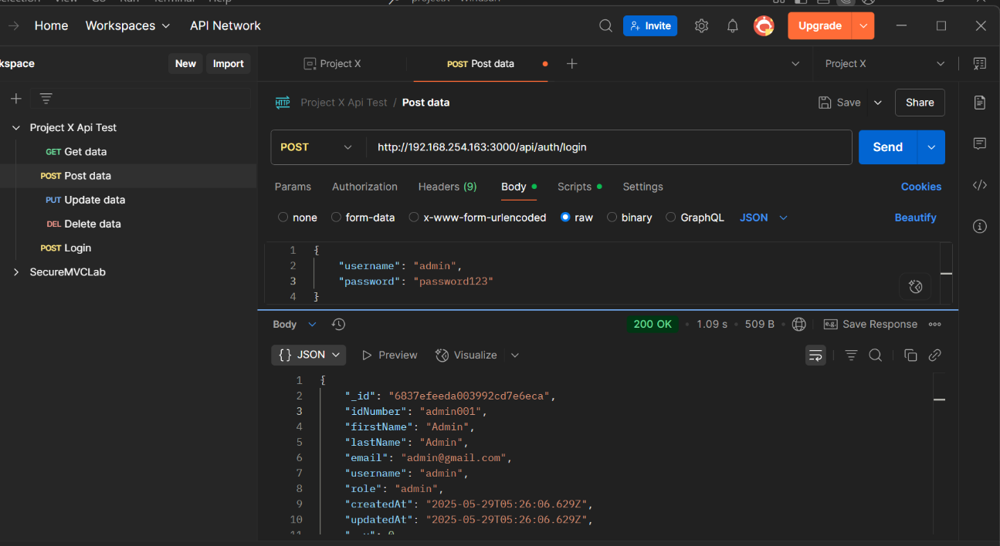 Home Workspaces API Network Invite Upgrade
kspace New Import Project X POST Post data Project X
HTTP Project X Api Test / Post data Save Share
Project X Api Test
GET Get data
POST Post data
PUT Update data
DEL Delete data
POST Login
SecureMVCLab
POST http://192.168.254.163:3000/api/auth/login Send
Params Authorization Headers (9) Body Scripts Settings Cookies
none form-data x-www-form-urlencoded raw binary GraphQL JSON Beautify
1 {
2 "username": "admin",
3 "password": "password123"
4 }
Body 200 OK 1.09 s 509 B e.g. Save Response
{} JSON Preview Visualize
1 {
2 "_id": "6837efeeda003992cd7e6eca",
3 "idNumber": "admin001",
4 "firstName": "Admin",
5 "lastName": "Admin",
6 "email": "admin@gmail.com",
7 "username": "admin",
8 "role": "admin",
9 "createdAt": "2025-05-29T05:26:06.629Z",
10 "updatedAt": "2025-05-29T05:26:06.629Z",